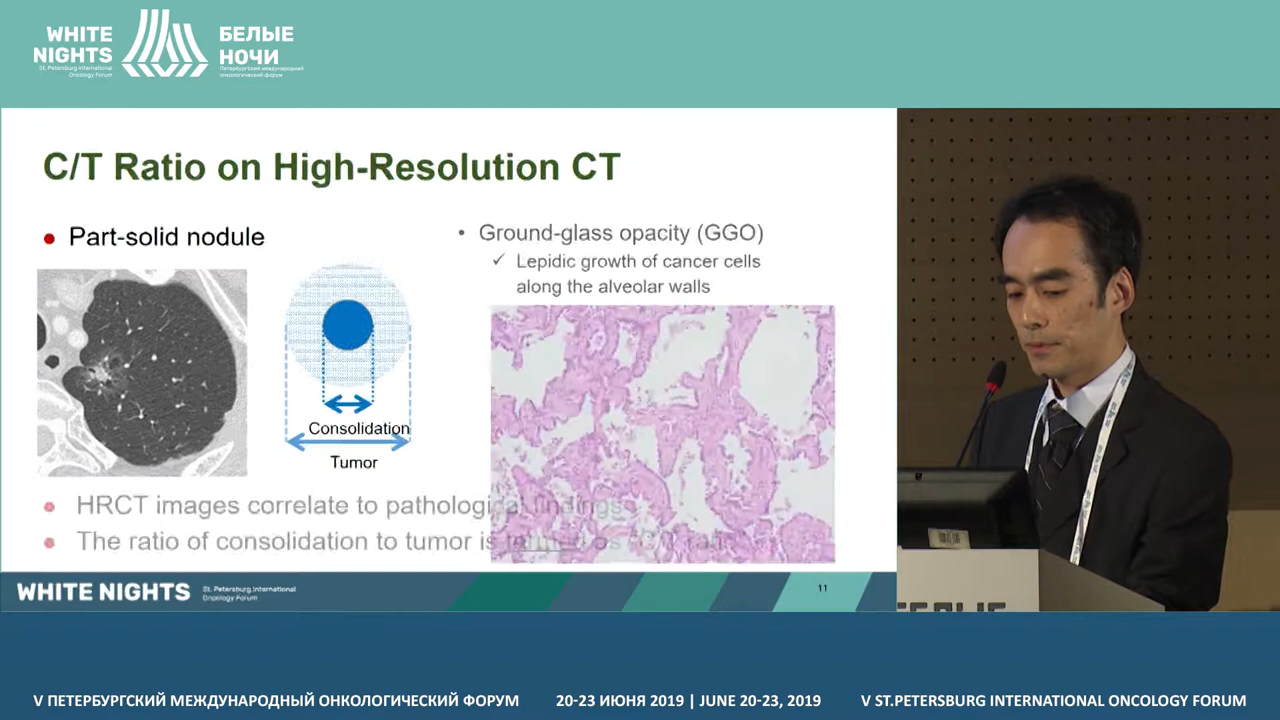 WHITE
NIGHTS
St. Petersburg International
Oncology Forum
БЕЛЫЕ
НОЧИ
Петербургский международный
онкологический форум
C/T Ratio on High-Resolution CT
Part-solid nodule
Consolidation
Tumor
• Ground-glass opacity (GGO)
✓ Lepidic growth of cancer cells
along the alveolar walls
HRCT images correlate to pathological findings
The ratio of consolidation to tumor is termed as
WHITE NIGHTS
St. Petersburg International
Oncology Forum
11
V ПЕТЕРБУРГСКИЙ МЕЖДУНАРОДНЫЙ ОНКОЛОГИЧЕСКИЙ ФОРУМ
20-23 ИЮНЯ 2019 | JUNE 20-23, 2019
V ST.PETERSBURG INTERNATIONAL ONCOLOGY FORUM